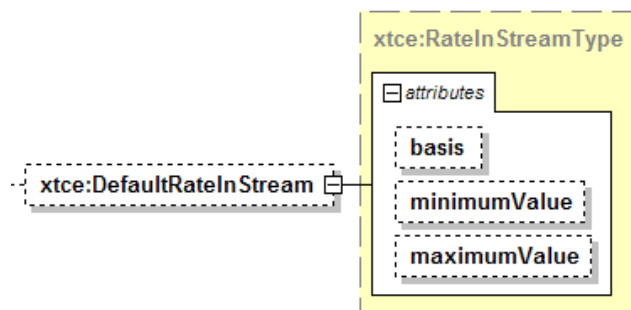 xtce:RateInStreamType
attributes
basis
xtce:DefaultRateInStream
minimumValue
maximumValue